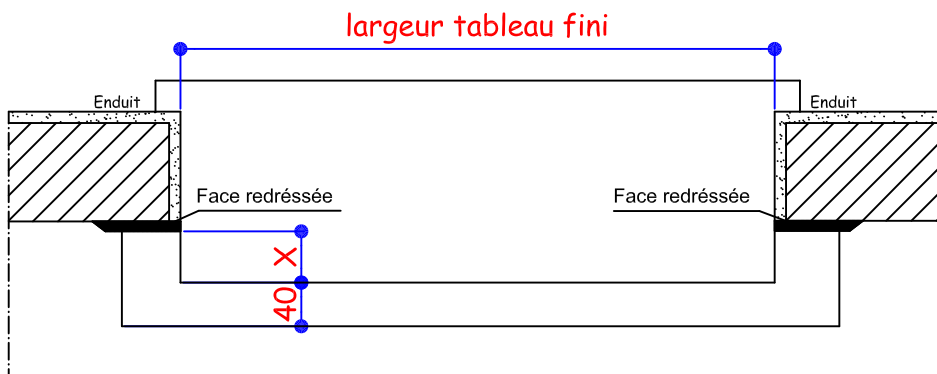 largeur tableau fini
Enduit
Enduit
Face redréssée
Face redréssée
X
40